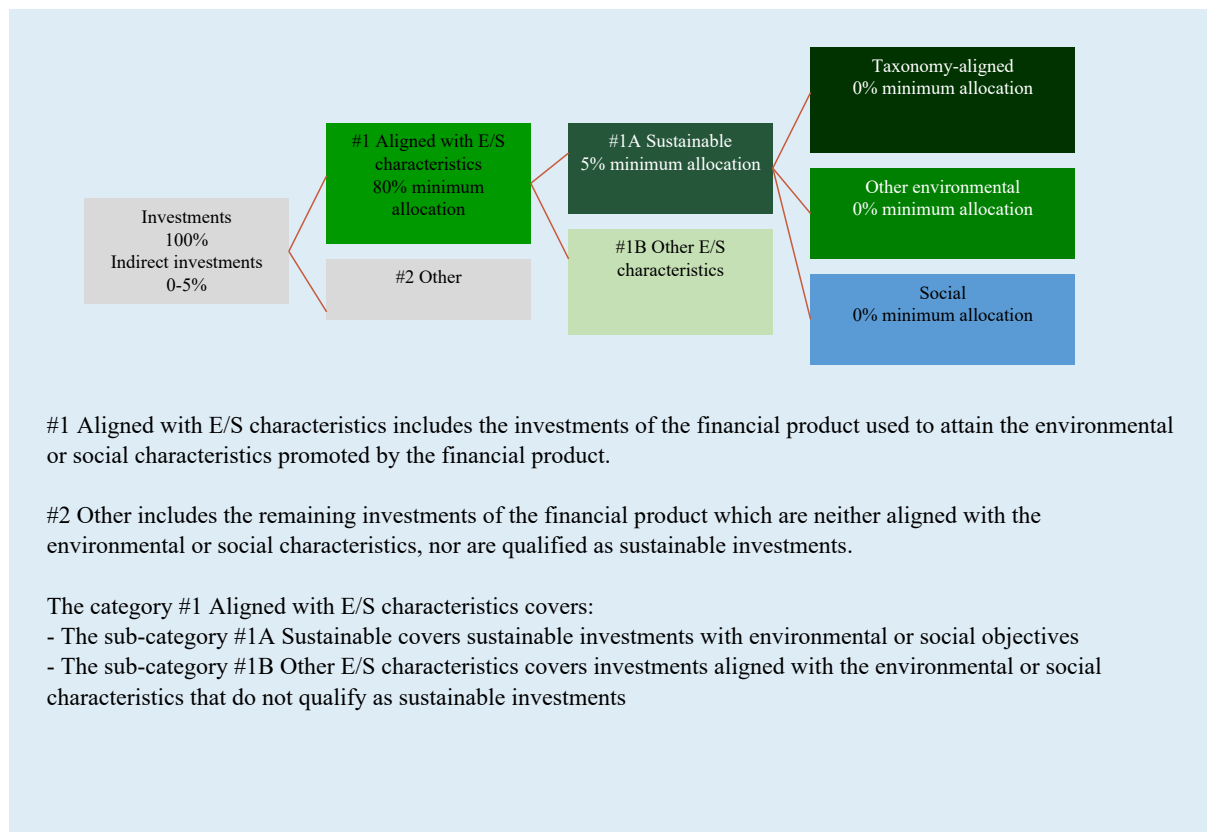 Investments
100%
Indirect investments
0-5%
#1 Aligned with E/S
characteristics
80% minimum
allocation
#2 Other
#1A Sustainable
5% minimum allocation
#1B Other E/S
characteristics
Taxonomy-aligned
0% minimum allocation
Other environmental
0% minimum allocation
Social
0% minimum allocation
#1 Aligned with E/S characteristics includes the investments of the financial product used to attain the environmental
or social characteristics promoted by the financial product.
#2 Other includes the remaining investments of the financial product which are neither aligned with the
environmental or social characteristics, nor are qualified as sustainable investments.
The category #1 Aligned with E/S characteristics covers:
- The sub-category #1A Sustainable covers sustainable investments with environmental or social objectives
- The sub-category #1B Other E/S characteristics covers investments aligned with the environmental or social
characteristics that do not qualify as sustainable investments